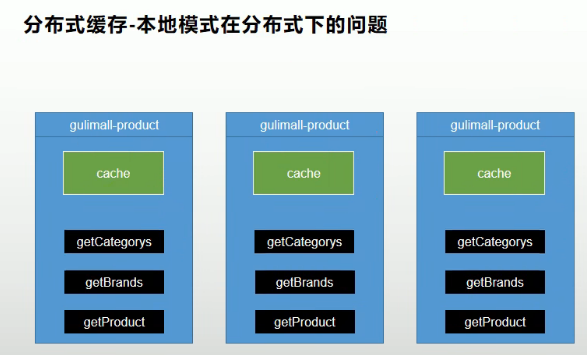 分布式缓存-本地模式在分布式下的问题
gulimall-product
cache
getCategorys
getBrands
getProduct
gulimall-product
cache
getCategorys
getBrands
getProduct
gulimall-product
cache
getCategorys
getBrands
getProduct